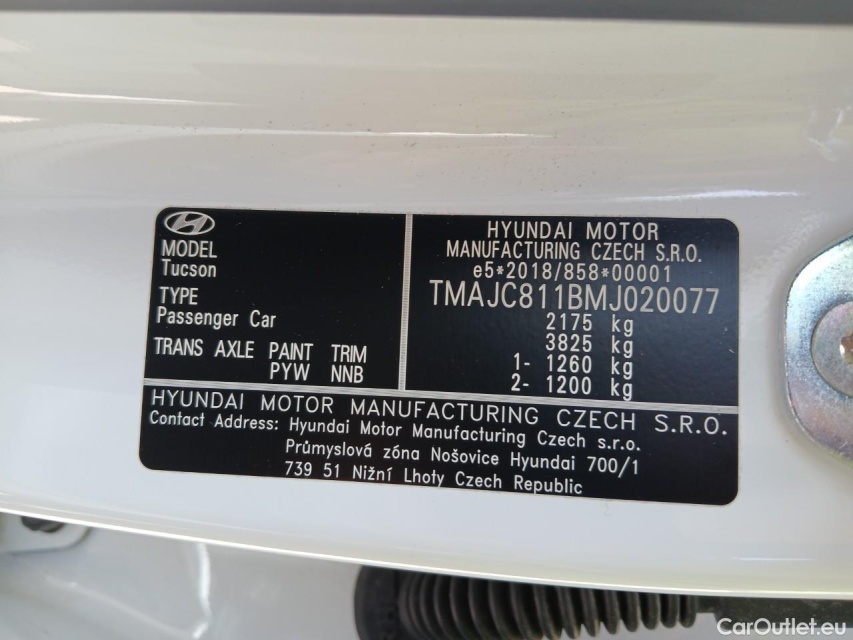 MODEL
Tucson
TYPE
Passenger Car
TRANS AXLE PAINT TRIM
PYW NNB
HYUNDAI MOTOR
MANUFACTURING CZECH S.R.O.
e5*2018/858*00001
TMAJC811BMJ020077
2175 kg
3825 kg
1- 1260 kg
2- 1200 kg
HYUNDAI MOTOR MANUFACTURING CZECH S.R.O.
Contact Address: Hyundai Motor Manufacturing Czech s.r.o.
Průmyslová zóna Nošovice Hyundai 700/1
739 51 Nižní Lhoty Czech Republic
CarOutlet.eu